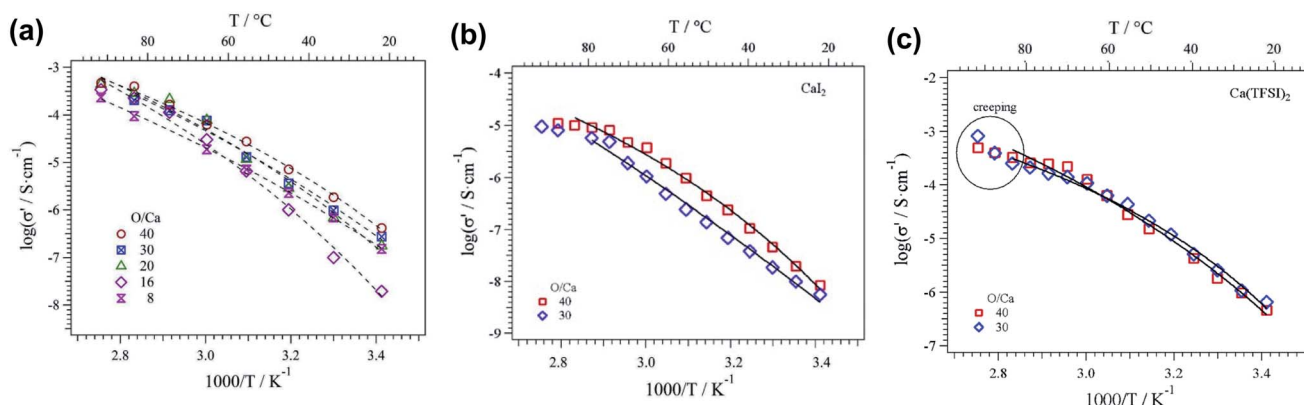 (a)
T / °C
80 60 40 20
-3
-4
-5
-6
-7
-8
log(σ' / S·cm⁻¹)
O/Ca
40
30
20
16
8
2.8 3.0 3.2 3.4
1000/T / K⁻¹
(b)
T / °C
80 60 40 20
CaI₂
-4
-5
-6
-7
-8
-9
log(σ' / S·cm⁻¹)
O/Ca
40
30
2.8 3.0 3.2 3.4
1000/T / K⁻¹
(c)
T / °C
80 60 40 20
creeping
Ca(TFSI)₂
-2
-3
-4
-5
-6
-7
log(σ' / S·cm⁻¹)
O/Ca
40
30
2.8 3.0 3.2 3.4
1000/T / K⁻¹